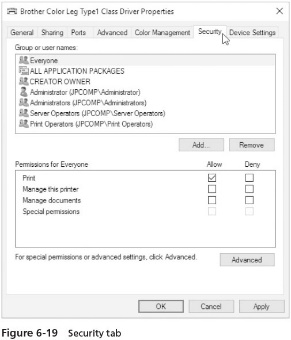 Brother Color Leg Type1 Class Driver Properties
General Sharing Ports Advanced Color Management Security Device Settings
Group or user names:
Everyone
ALL APPLICATION PACKAGES
CREATOR OWNER
Administrator (JPCOMP\Administrator)
Administrators (JPCOMP\Administrators)
Server Operators (JPCOMP\Server Operators)
Print Operators (JPCOMP\Print Operators)
Add... Remove
Permissions for Everyone Allow Deny
Print
Manage this printer
Manage documents
Special permissions
For special permissions or advanced settings, click Advanced.
Advanced
OK Cancel Apply
Figure 6-19 Security tab